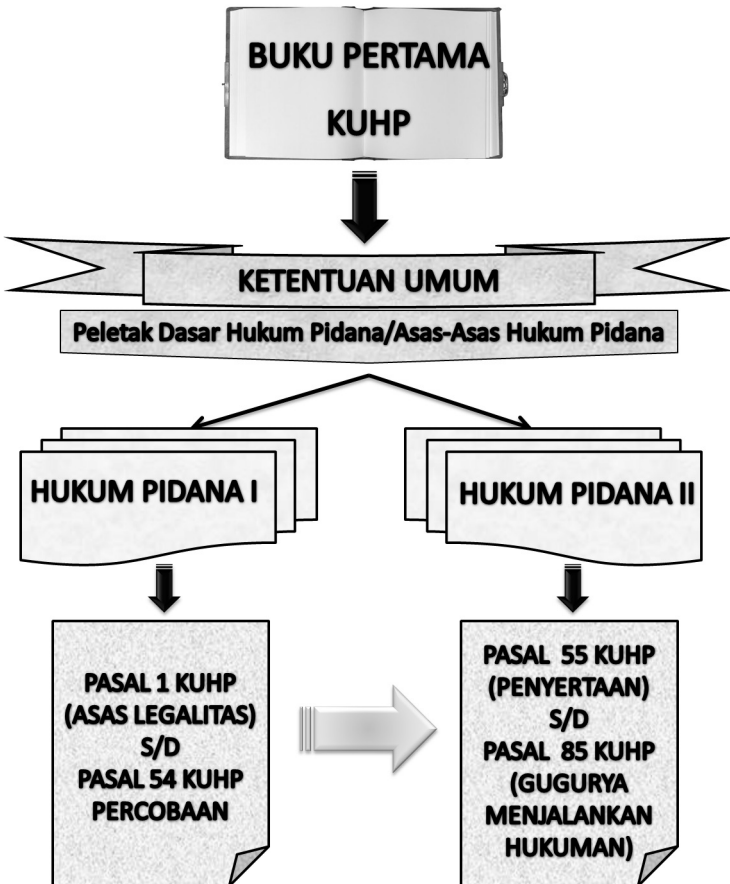 BUKU PERTAMA
KUHP
KETENTUAN UMUM
Peletak Dasar Hukum Pidana/Asas-Asas Hukum Pidana
HUKUM PIDANA I
HUKUM PIDANA II
PASAL 1 KUHP
(ASAS LEGALITAS)
S/D
PASAL 54 KUHP
PERCOBAAN
PASAL 55 KUHP
(PENYERTAAN)
S/D
PASAL 85 KUHP
(GUGURYA
MENJALANKAN
HUKUMAN)